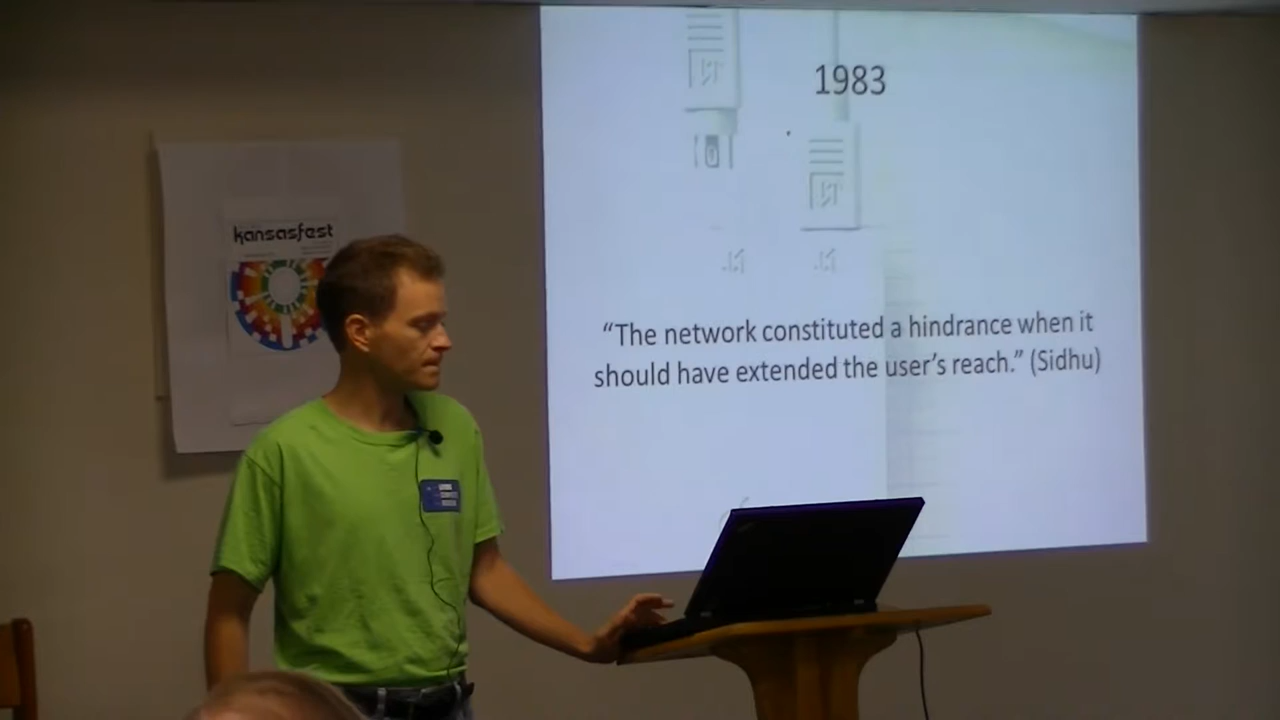 1983
kansasfest
“The network constituted a hindrance when it
should have extended the user’s reach.” (Sidhu)